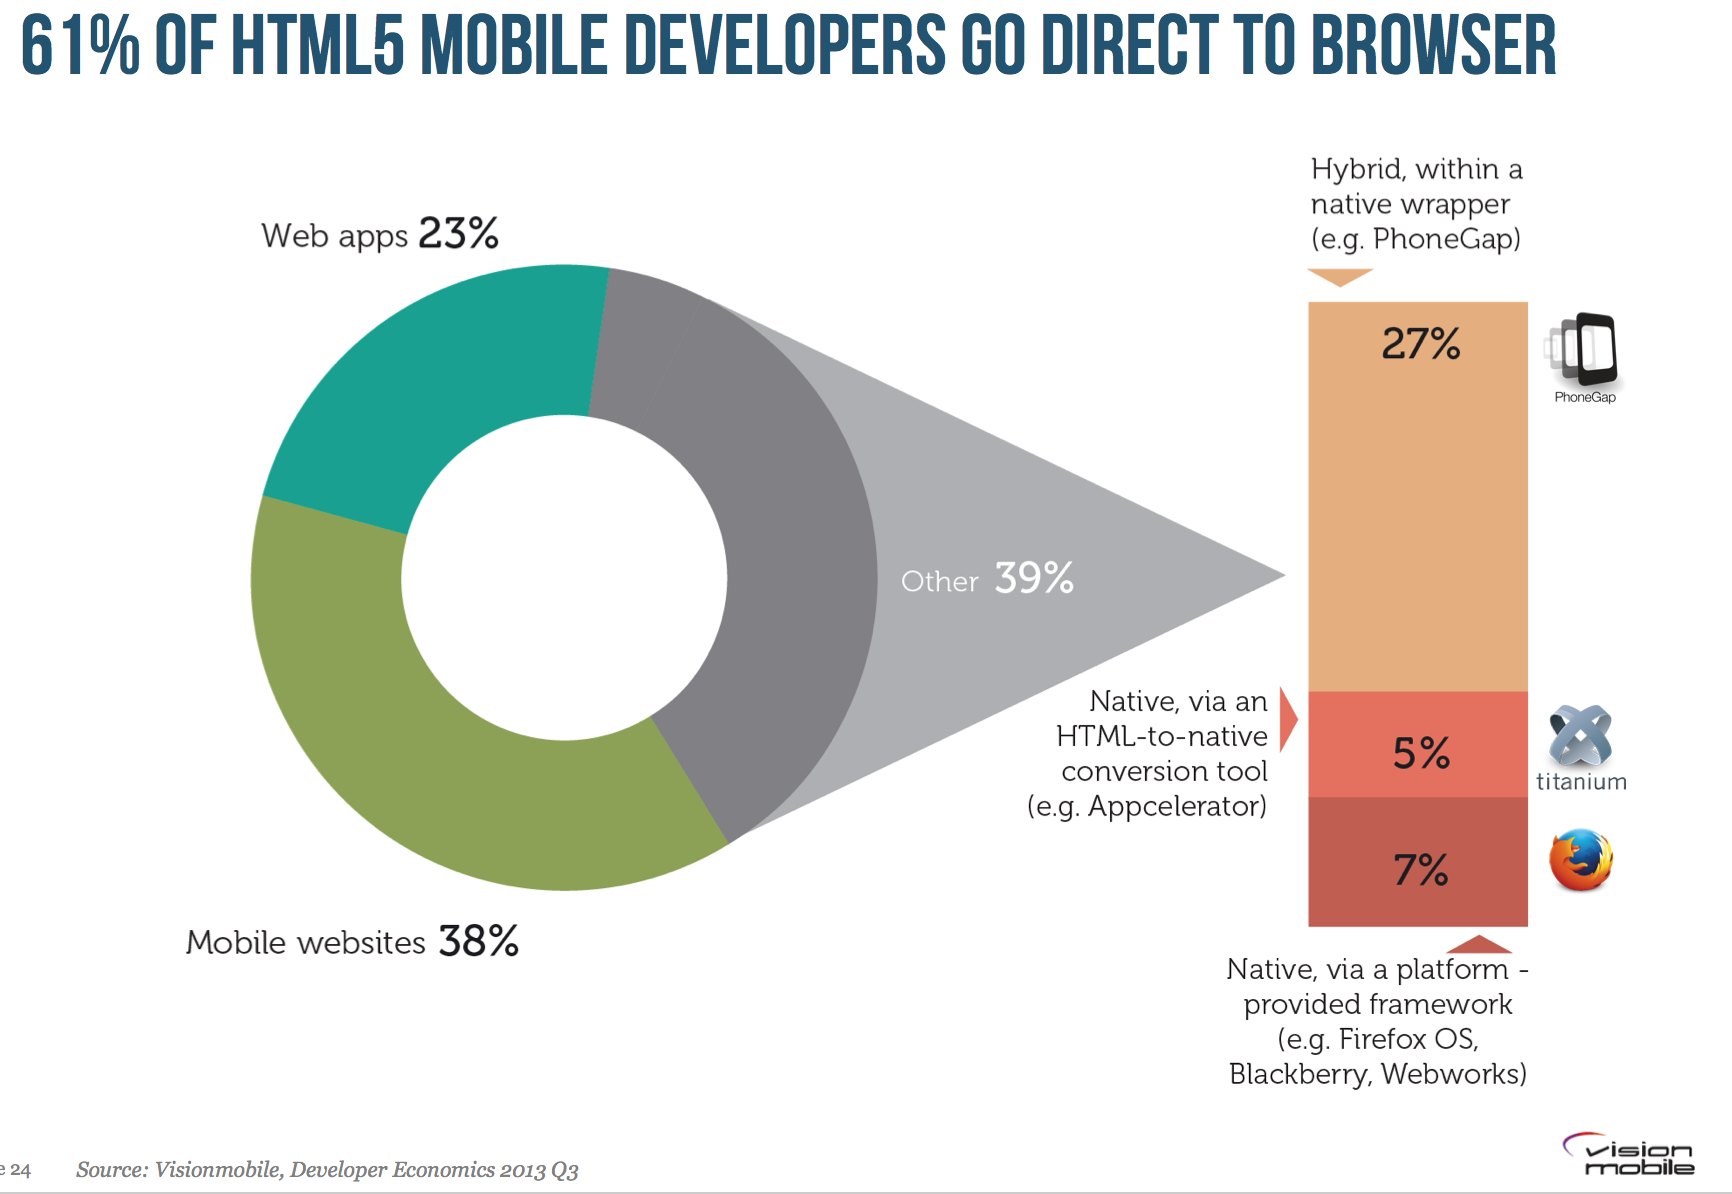 61% OF HTML5 MOBILE DEVELOPERS GO DIRECT TO BROWSER
Hybrid, within a
native wrapper
(e.g. PhoneGap)
Web apps 23%
27%
PhoneGap
Other 39%
Native, via an
HTML-to-native
conversion tool
(e.g. Appcelerator)
5%
titanium
7%
Mobile websites 38%
Native, via a platform -
provided framework
(e.g. Firefox OS,
Blackberry, Webworks)
e 24
Source: Visionmobile, Developer Economics 2013 Q3
vision
mobile